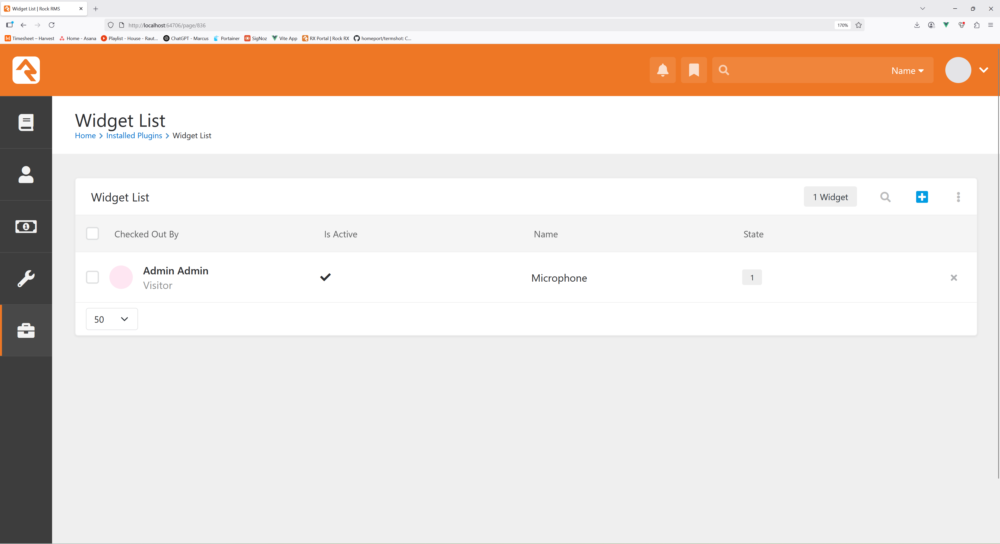 Widget List | Rock RMS
http://localhost:64706/page/836
170%
Timesheet – Harvest
Home - Asana
Playlist - House - Raut...
ChatGPT - Marcus
Portainer
SigNoz
Vite App
RX Portal | Rock RX
homeport/termshot: C...
Name
Widget List
Home > Installed Plugins > Widget List
Widget List
1 Widget
Checked Out By Is Active Name State
Admin Admin
Visitor
Microphone
1
50